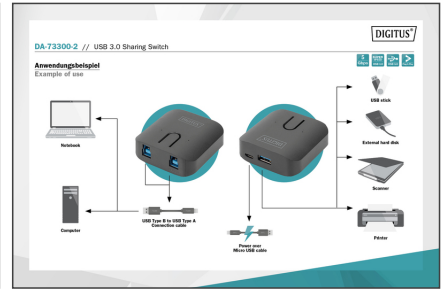 DIGITUS®
DA-73300-2 // USB 3.0 Sharing Switch
Anwendungsbeispiel
Example of use
Notebook
Computer
USB Type B to USB Type A
Connection cable
Power over
Micro USB cable
USB stick
External hard disk
Scanner
Printer